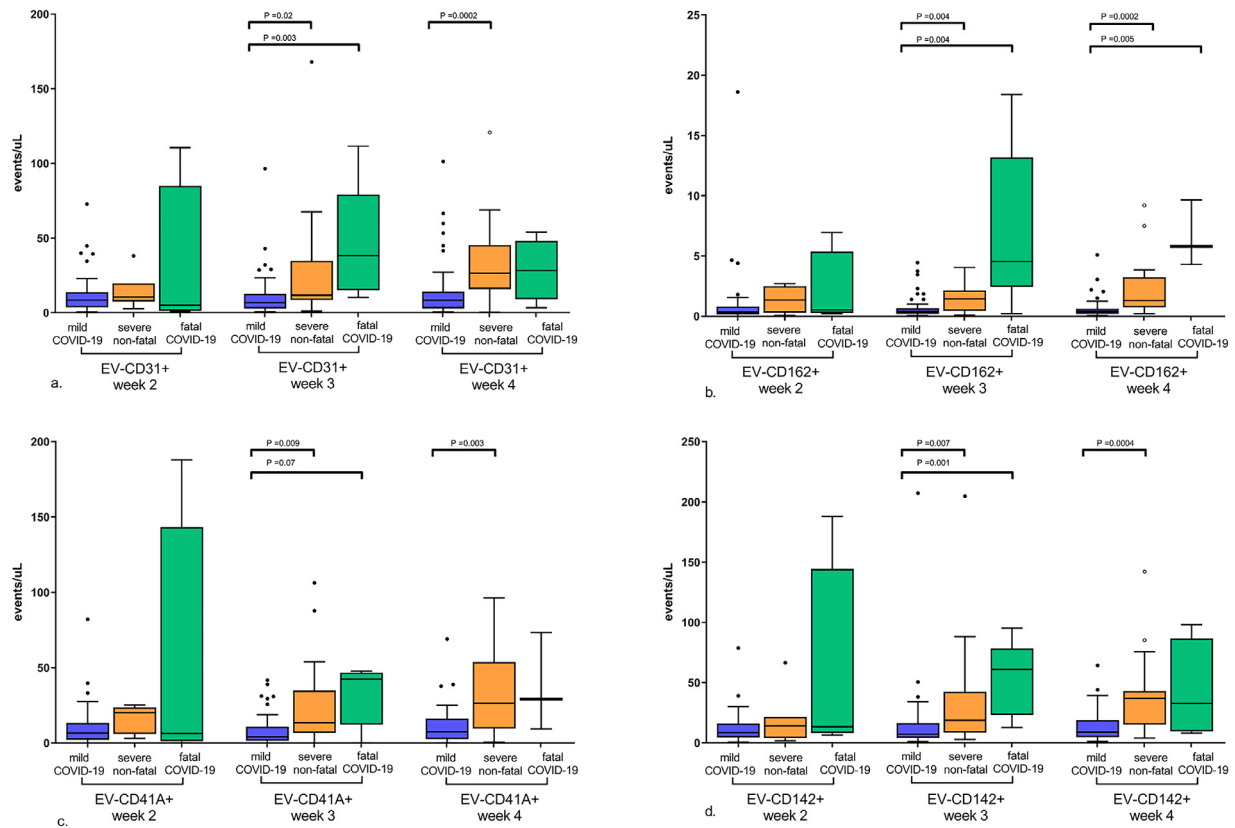 200
150
100
50
0
events/uL
P =0.02
P =0.003
P =0.0002
mild
COVID-19
severe
non-fatal
fatal
COVID-19
mild
COVID-19
severe
non-fatal
fatal
COVID-19
mild
COVID-19
severe
non-fatal
fatal
COVID-19
EV-CD31+
week 2
EV-CD31+
week 3
EV-CD31+
week 4
a.
25
20
15
10
5
0
events/uL
P =0.004
P =0.004
P =0.0002
P =0.005
mild
COVID-19
severe
non-fatal
fatal
COVID-19
mild
COVID-19
severe
non-fatal
fatal
COVID-19
mild
COVID-19
severe
non-fatal
fatal
COVID-19
EV-CD162+
week 2
EV-CD162+
week 3
EV-CD162+
week 4
b.
200
150
100
50
0
events/uL
P =0.009
P =0.07
P =0.003
mild
COVID-19
severe
non-fatal
fatal
COVID-19
mild
COVID-19
severe
non-fatal
fatal
COVID-19
mild
COVID-19
severe
non-fatal
fatal
COVID-19
EV-CD41A+
week 2
EV-CD41A+
week 3
EV-CD41A+
week 4
c.
250
200
150
100
50
0
events/uL
P =0.007
P =0.001
P =0.0004
mild
COVID-19
severe
non-fatal
fatal
COVID-19
mild
COVID-19
severe
non-fatal
fatal
COVID-19
mild
COVID-19
severe
non-fatal
fatal
COVID-19
EV-CD142+
week 2
EV-CD142+
week 3
EV-CD142+
week 4
d.